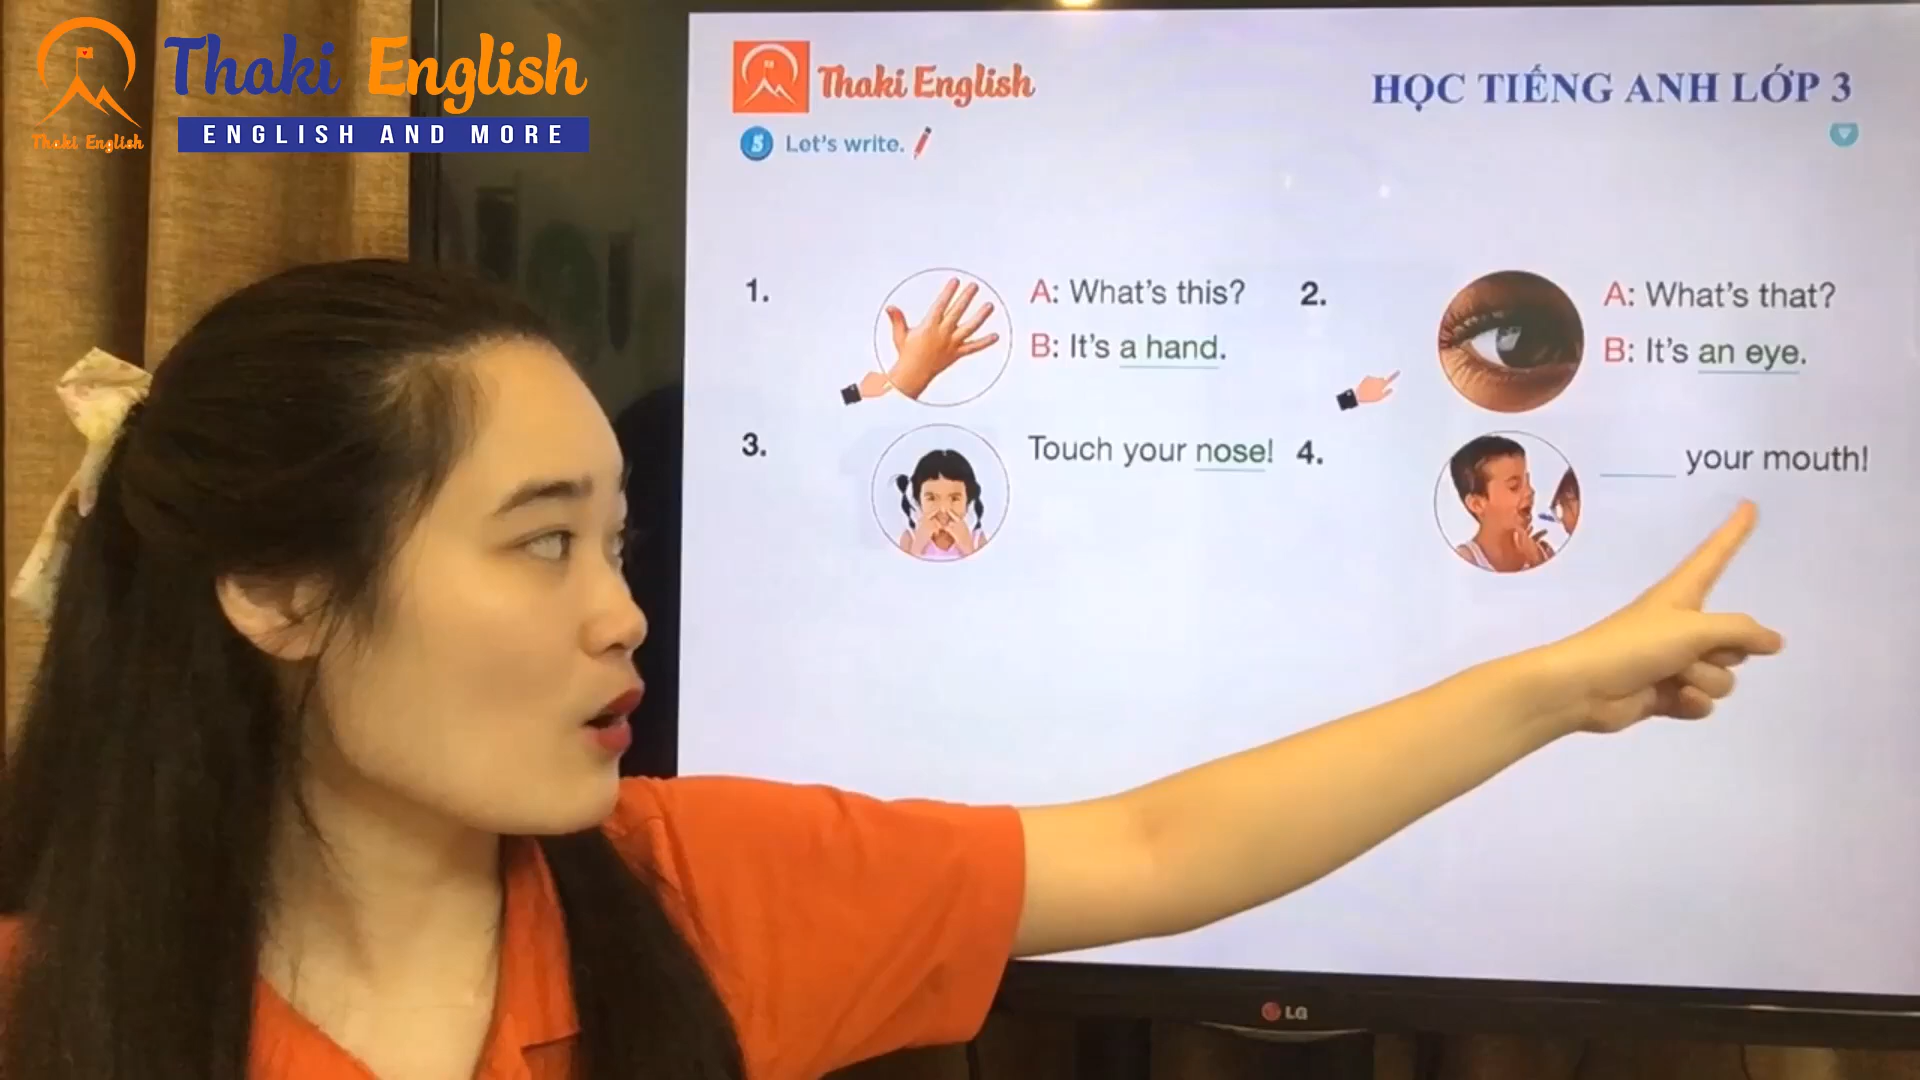 Thaki English
ENGLISH AND MORE
Thaki English
Thaki English
HỌC TIẾNG ANH LỚP 3
5 Let's write.
1.
A: What's this?
B: It's a hand.
2.
A: What's that?
B: It's an eye.
3.
Touch your nose!
4.
____ your mouth!
LG